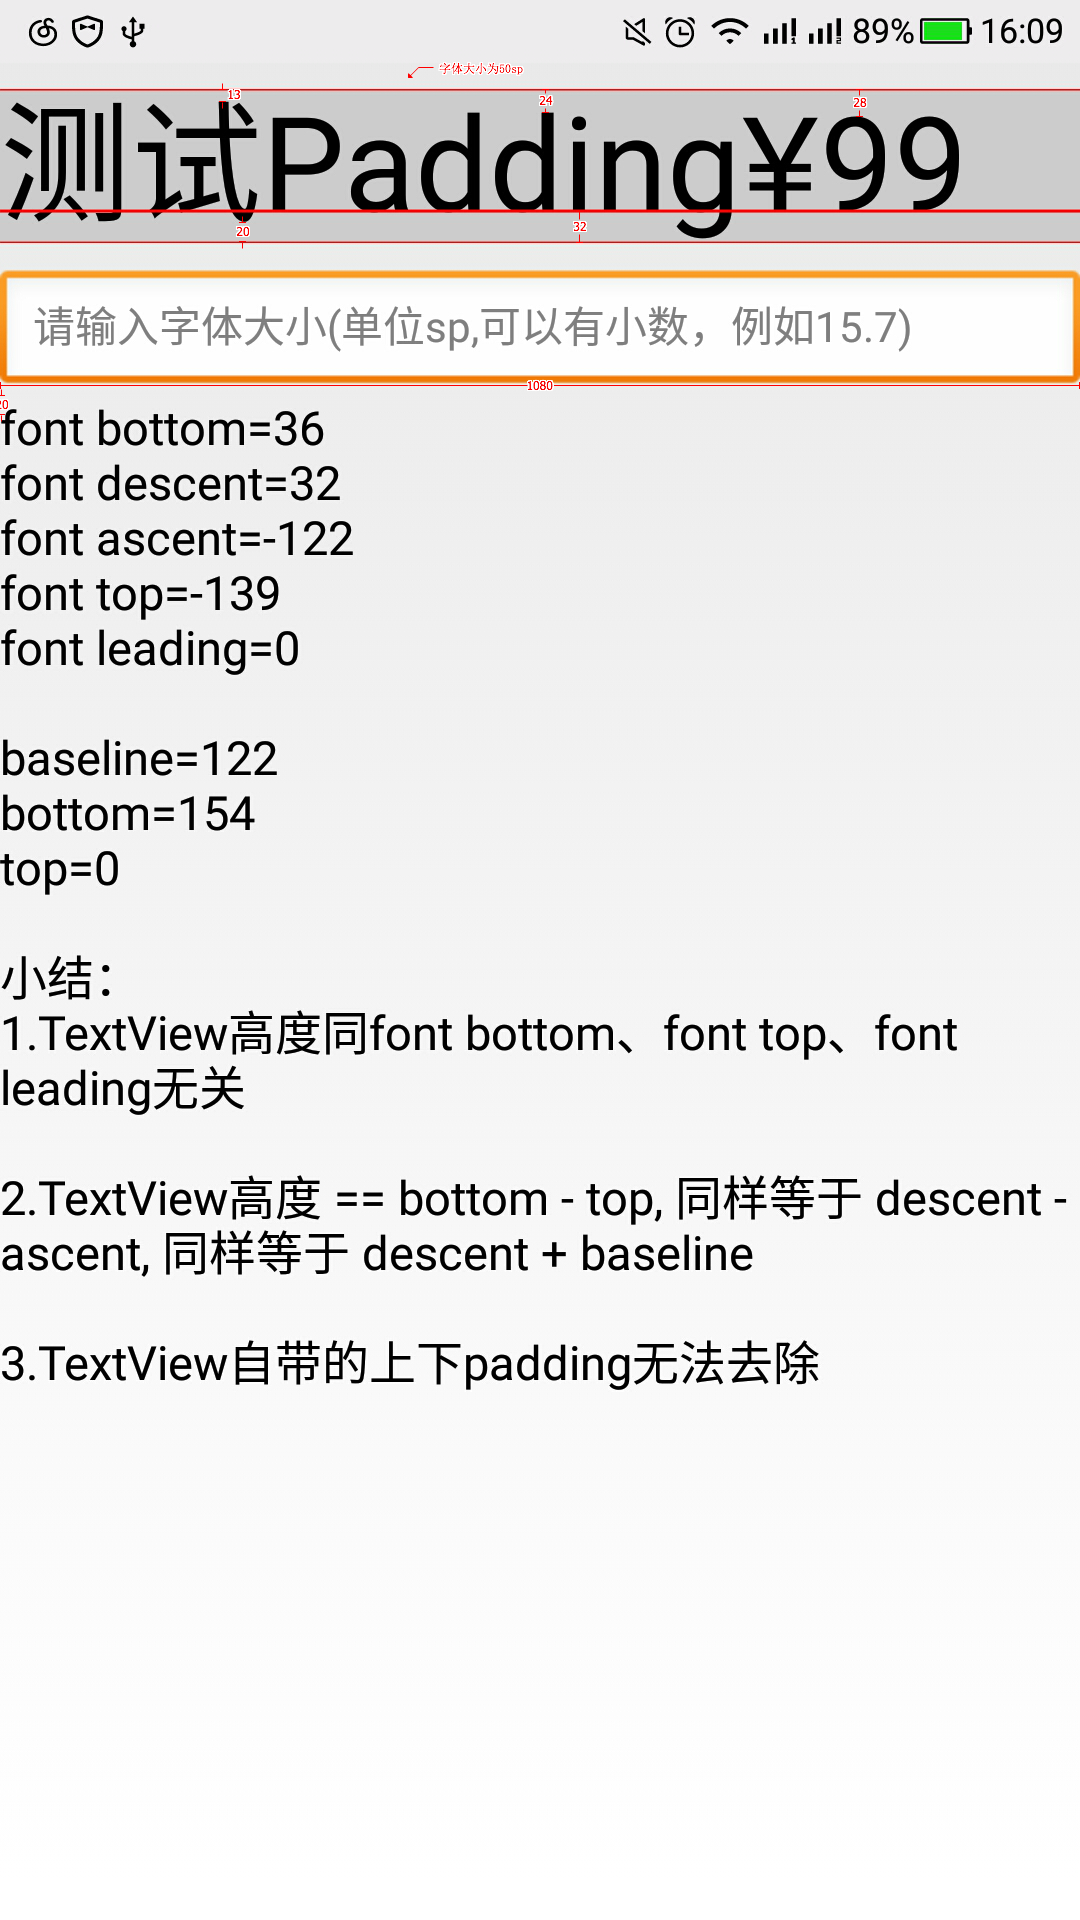 89% 16:09
字体大小为50sp
13 24 28
测试Padding¥99
20 32
请输入字体大小(单位sp,可以有小数，例如15.7)
1080
20
font bottom=36
font descent=32
font ascent=-122
font top=-139
font leading=0
baseline=122
bottom=154
top=0
小结：
1.TextView高度同font bottom、font top、font
leading无关
2.TextView高度 == bottom - top, 同样等于 descent -
ascent, 同样等于 descent + baseline
3.TextView自带的上下padding无法去除